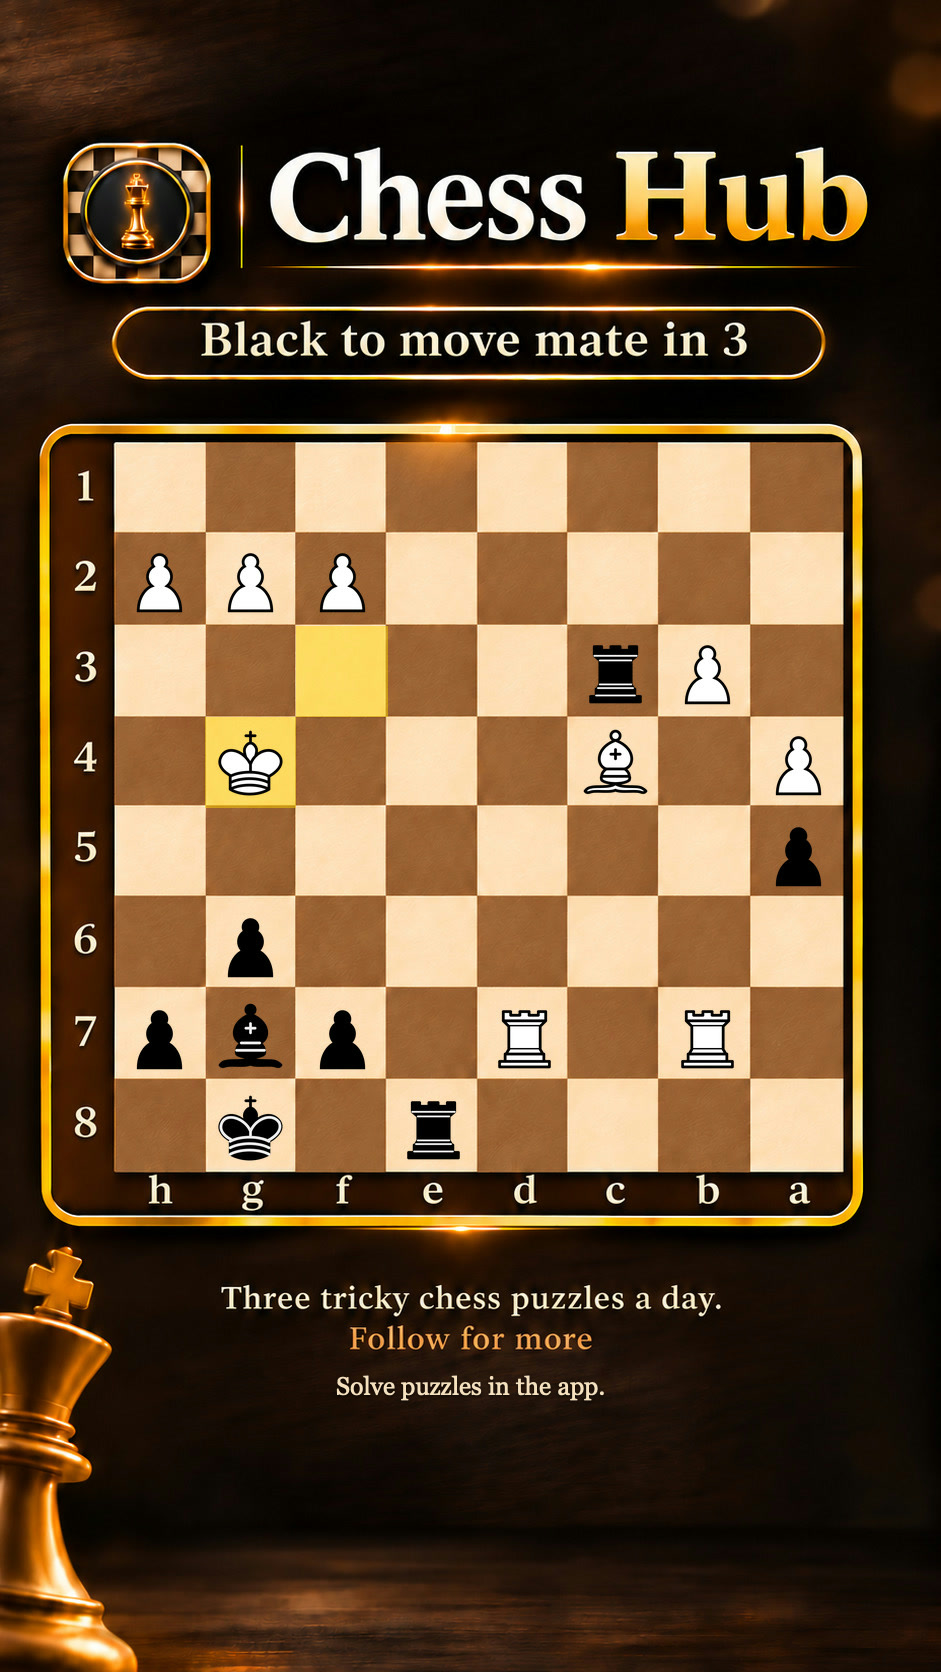 Chess Hub
Black to move mate in 3
1
2
3
4
5
6
7
8
h g f e d c b a
Three tricky chess puzzles a day.
Follow for more
Solve puzzles in the app.